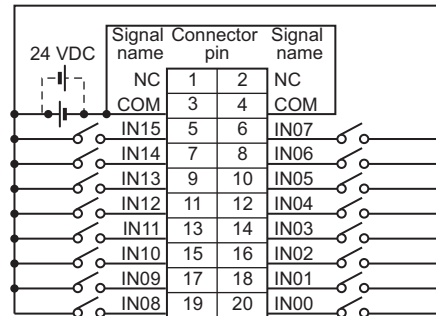 Signal name Connector pin Signal name
24 VDC
NC 1 2 NC
COM 3 4 COM
IN15 5 6 IN07
IN14 7 8 IN06
IN13 9 10 IN05
IN12 11 12 IN04
IN11 13 14 IN03
IN10 15 16 IN02
IN09 17 18 IN01
IN08 19 20 IN00